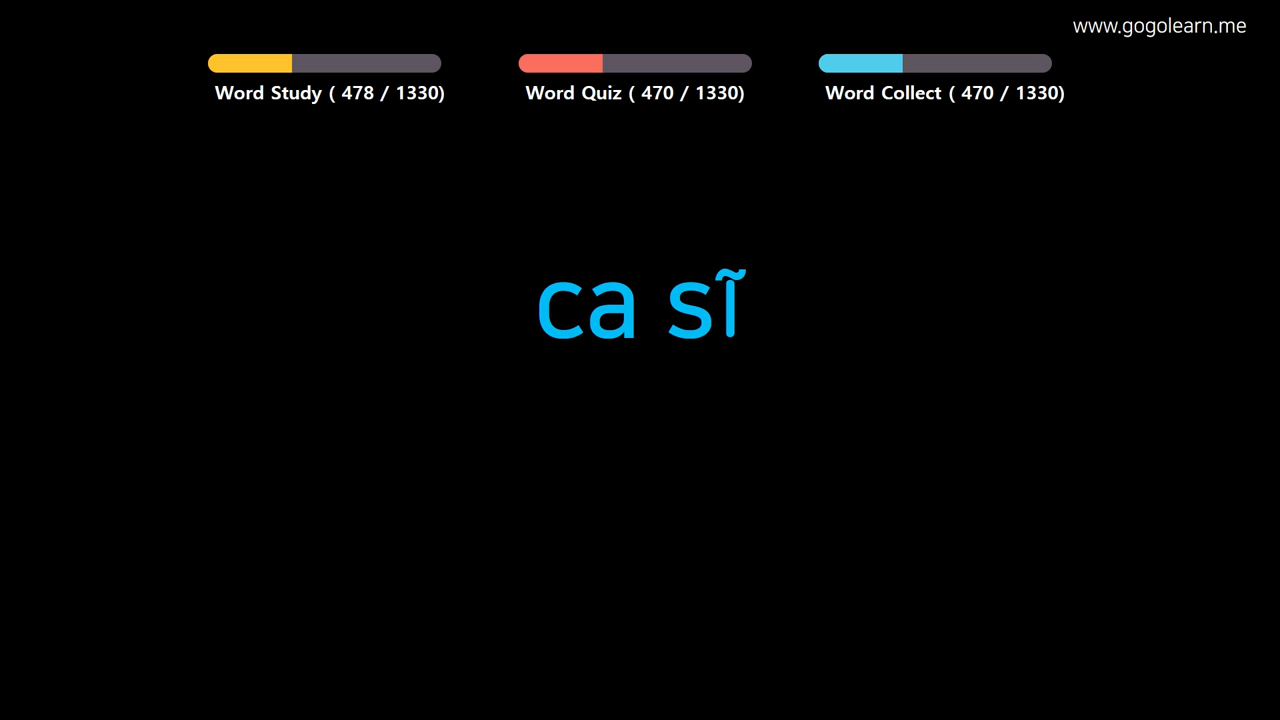 www.gogolearn.me
Word Study ( 478 / 1330)
Word Quiz ( 470 / 1330)
Word Collect ( 470 / 1330)
ca sĩ